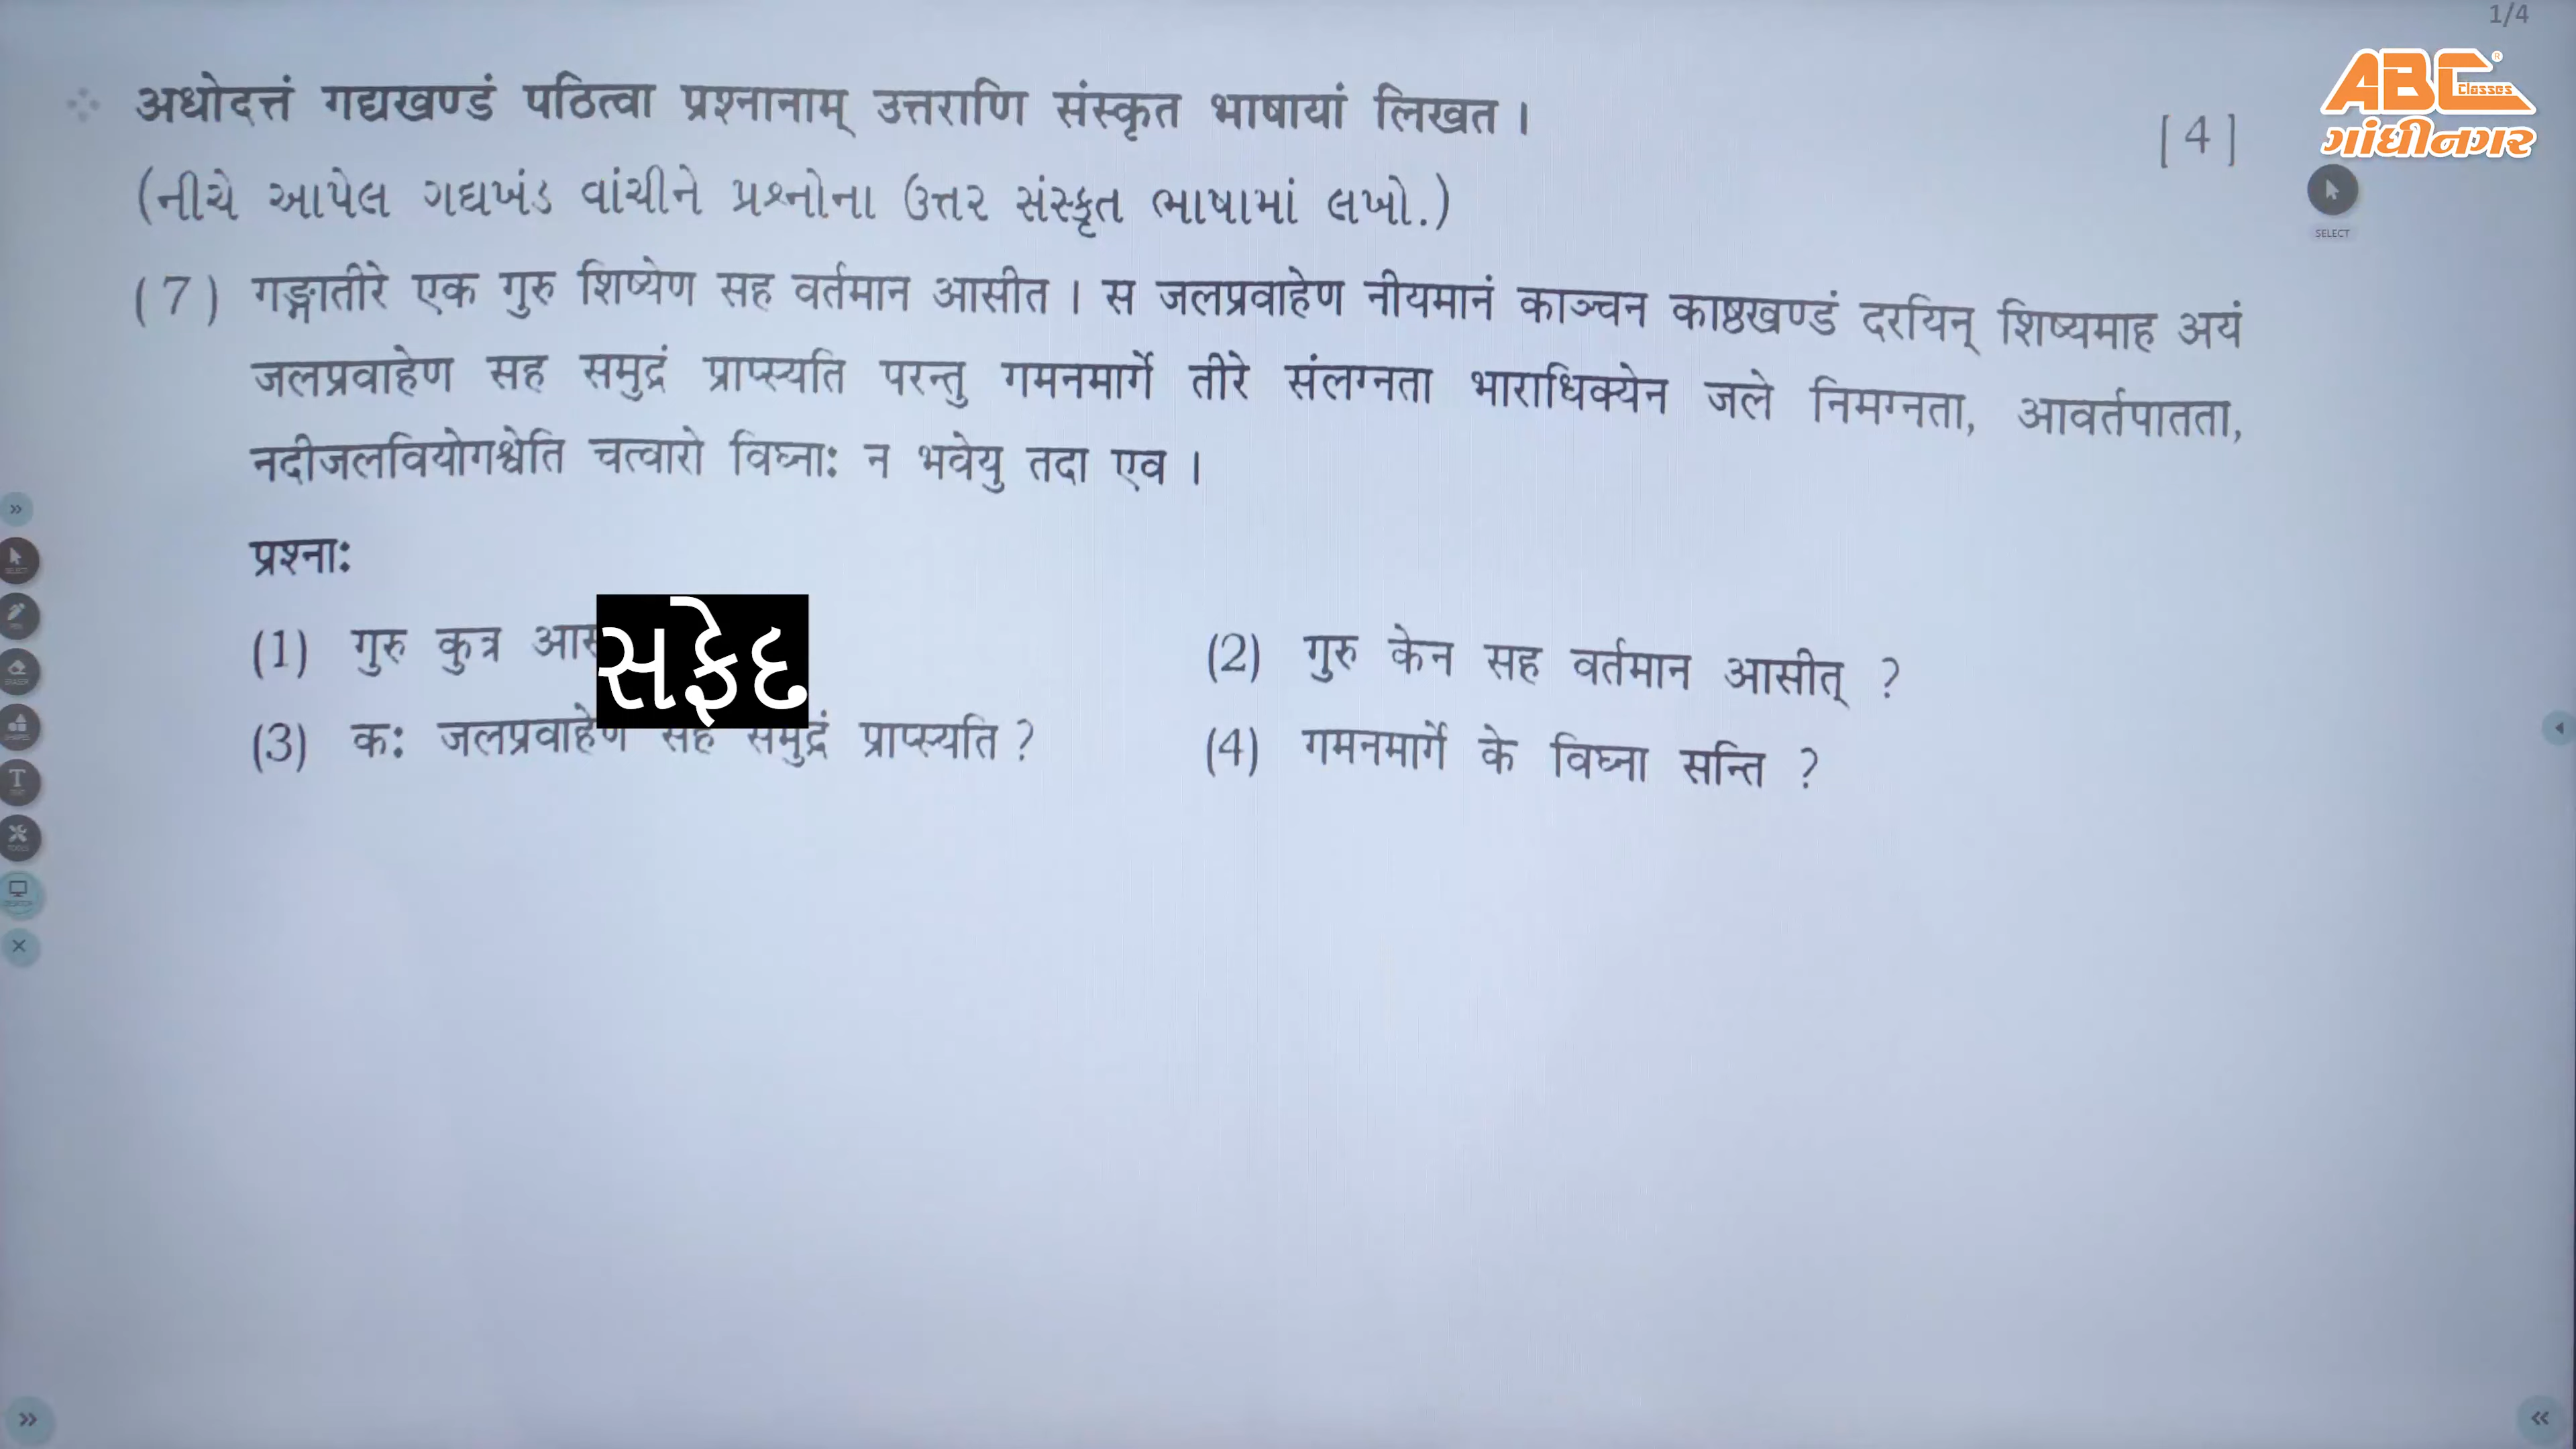 1/4
ABC Classes
ગાંધીનગર
अधोदत्तं गद्यखण्डं पठित्वा प्रश्नानाम् उत्तराणि संस्कृत भाषायां लिखत । [ 4 ]
(નીચે આપેલ ગદ્યખંડ વાંચીને પ્રશ્નોના ઉત્તર સંસ્કૃત ભાષામાં લખો.)
SELECT
( 7 ) गङ्गातीरे एक गुरु शिष्येण सह वर्तमान आसीत । स जलप्रवाहेण नीयमानं काञ्चन काष्ठखण्डं दरयिन् शिष्यमाह अयं
जलप्रवाहेण सह समुद्रं प्राप्स्यति परन्तु गमनमार्गे तीरे संलग्नता भाराधिक्येन जले निमग्नता, आवर्तपातता,
नदीजलवियोगश्चेति चत्वारो विघ्नाः न भवेयु तदा एव ।
प्रश्नाः
(1) गुरु कुत्र
સફેદ
(2) गुरु केन सह वर्तमान आसीत् ?
(3) कः जलप्रवाहेण सह समुद्रं प्राप्स्यति ?
(4) गमनमार्गे के विघ्ना सन्ति ?